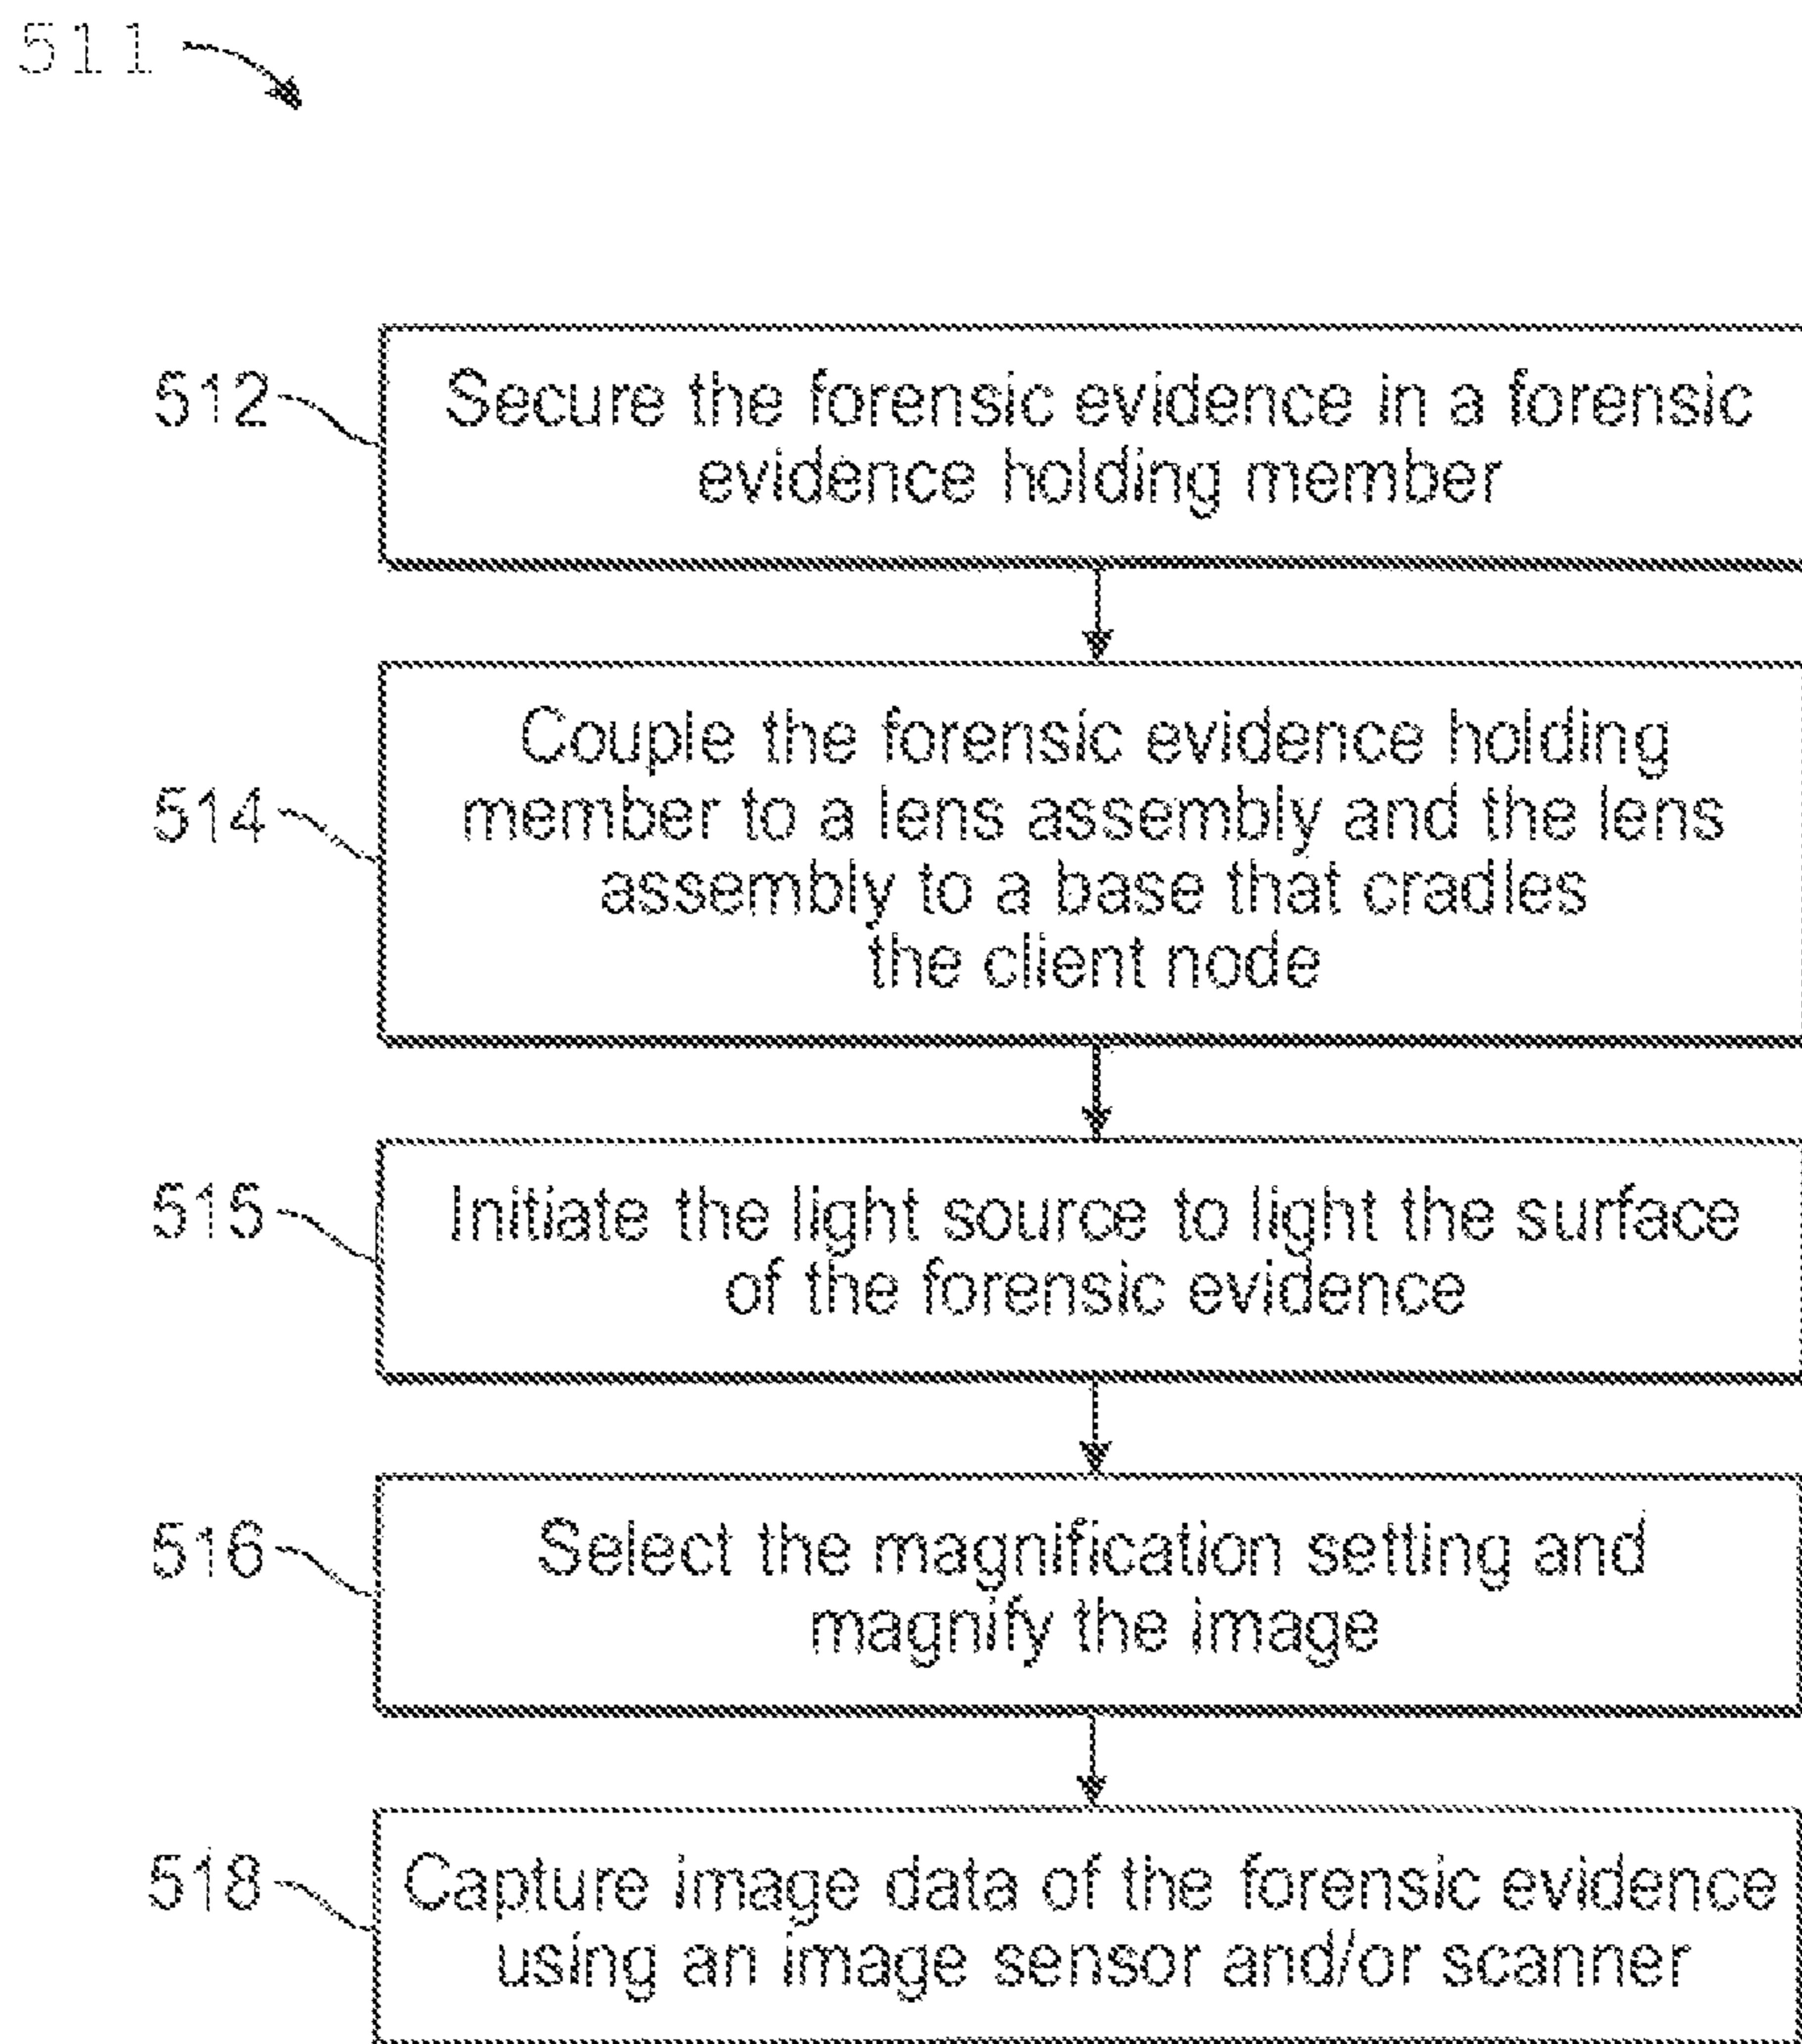 511
512
Secure the forensic evidence in a forensic
evidence holding member
514
Couple the forensic evidence holding
member to a lens assembly and the lens
assembly to a base that cradles
the client node
515
Initiate the light source to light the surface
of the forensic evidence
516
Select the magnification setting and
magnify the image
518
Capture image data of the forensic evidence
using an image sensor and/or scanner